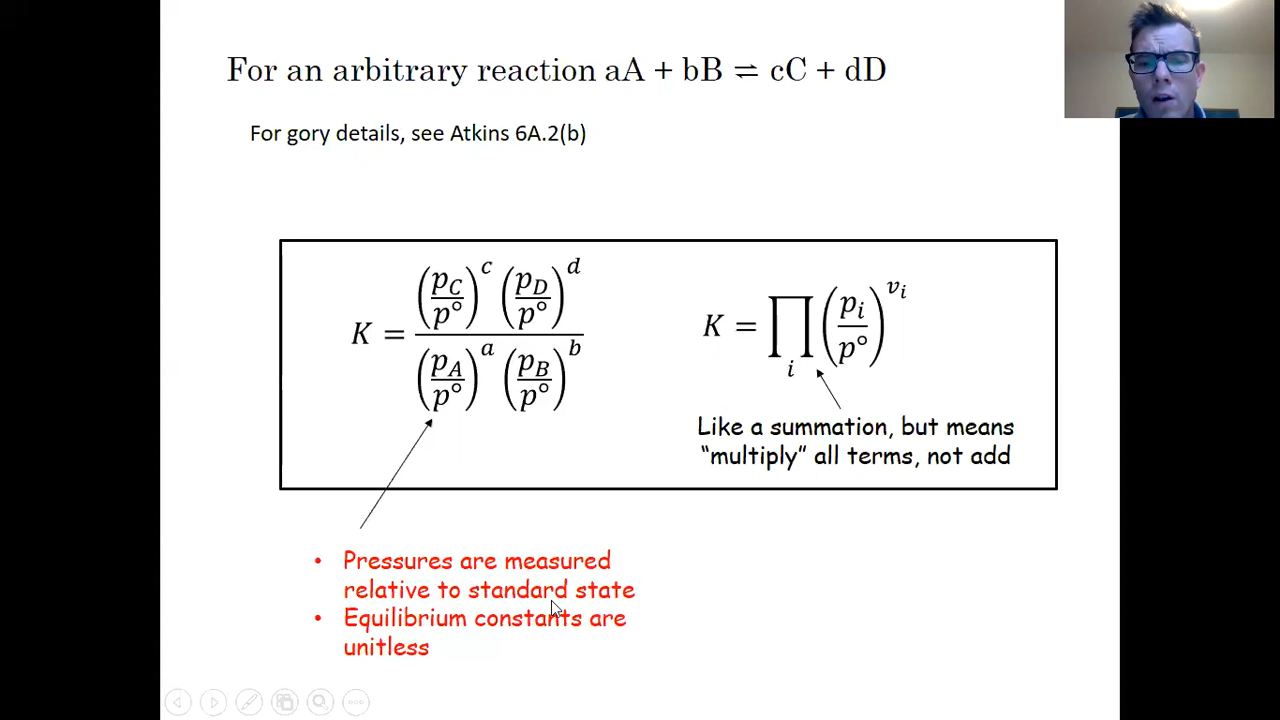 For an arbitrary reaction aA + bB ⇌ cC + dD
For gory details, see Atkins 6A.2(b)
K = (p_C/p°)^c (p_D/p°)^d / (p_A/p°)^a (p_B/p°)^b
K = ∏_i (p_i/p°)^{v_i}
Like a summation, but means
“multiply” all terms, not add
• Pressures are measured
relative to standard state
• Equilibrium constants are
unitless